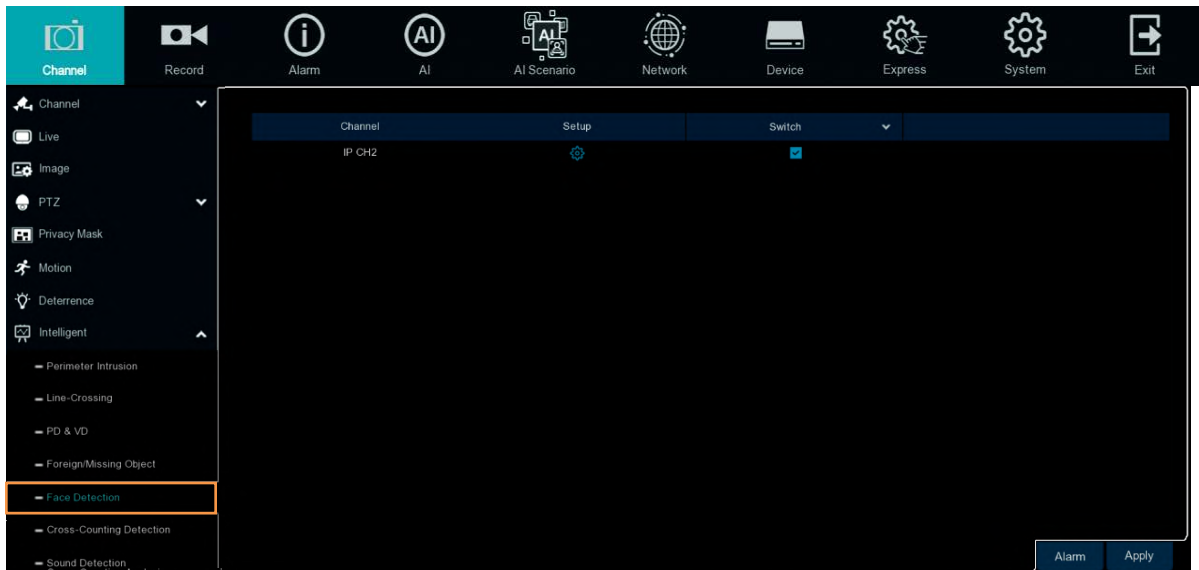 Channel
Record
Alarm
AI
AI Scenario
Network
Device
Express
System
Exit
Channel
Live
Image
PTZ
Privacy Mask
Motion
Deterrence
Intelligent
Perimeter Intrusion
Line-Crossing
PD & VD
Foreign/Missing Object
Face Detection
Cross-Counting Detection
Sound Detection
Channel Setup Switch
IP CH2
Alarm Apply